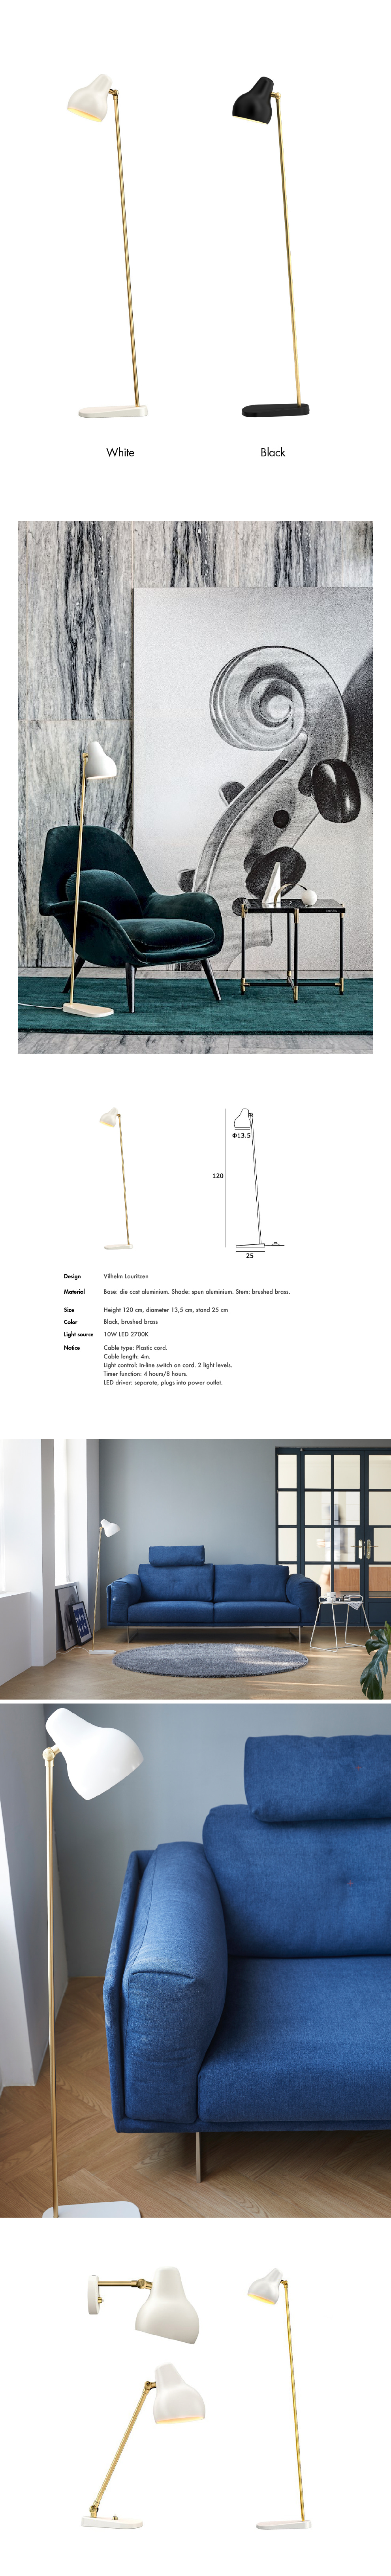 White
Black
Φ13.5
120
25
Design Vilhelm Lauritzen
Material Base: die cast aluminium. Shade: spun aluminium. Stem: brushed brass.
Size Height 120 cm, diameter 13,5 cm, stand 25 cm
Color Black, brushed brass
Light source 10W LED 2700K
Notice Cable type: Plastic cord.
Cable length: 4m.
Light control: In-line switch on cord. 2 light levels.
Timer function: 4 hours/8 hours.
LED driver: separate, plugs into power outlet.